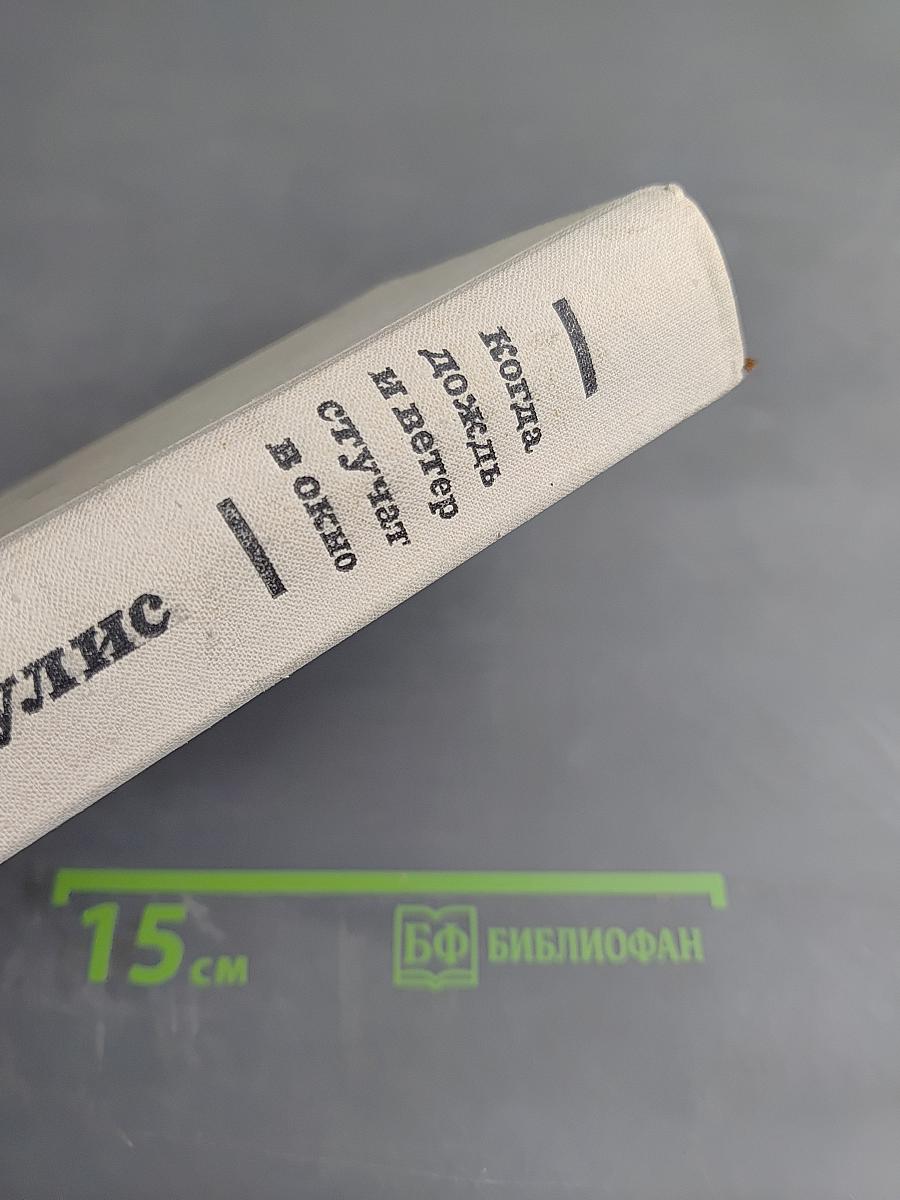 Когда
дождь
и ветер
стучат
в окно
улис
15 см
БФ БИБЛИОФАН